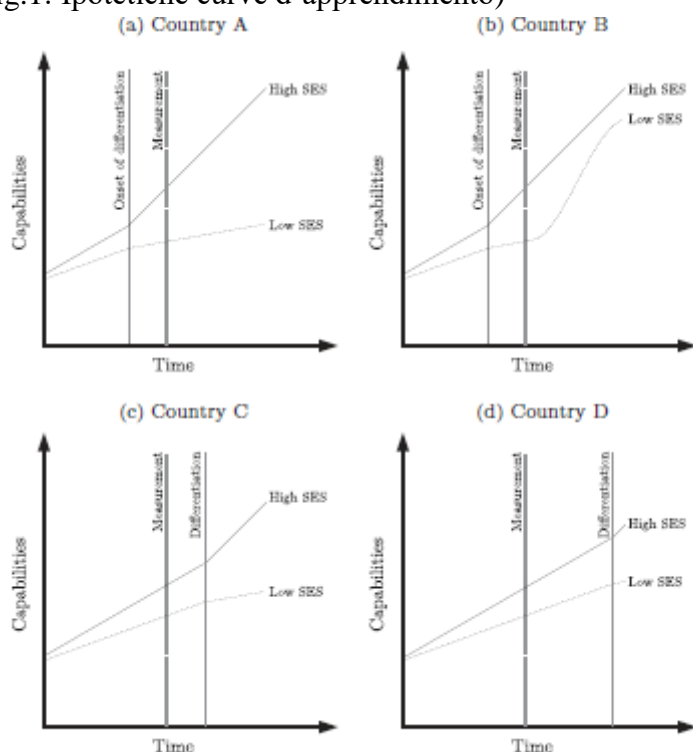 g.1. Ipotetiche curve d'apprendimento)
(a) Country A
Capabilities
Onset of differentiation
Measurement
High SES
Low SES
Time
(b) Country B
Capabilities
Onset of differentiation
Measurement
High SES
Low SES
Time
(c) Country C
Capabilities
Measurement
Differentiation
High SES
Low SES
Time
(d) Country D
Capabilities
Measurement
Differentiation
High SES
Low SES
Time